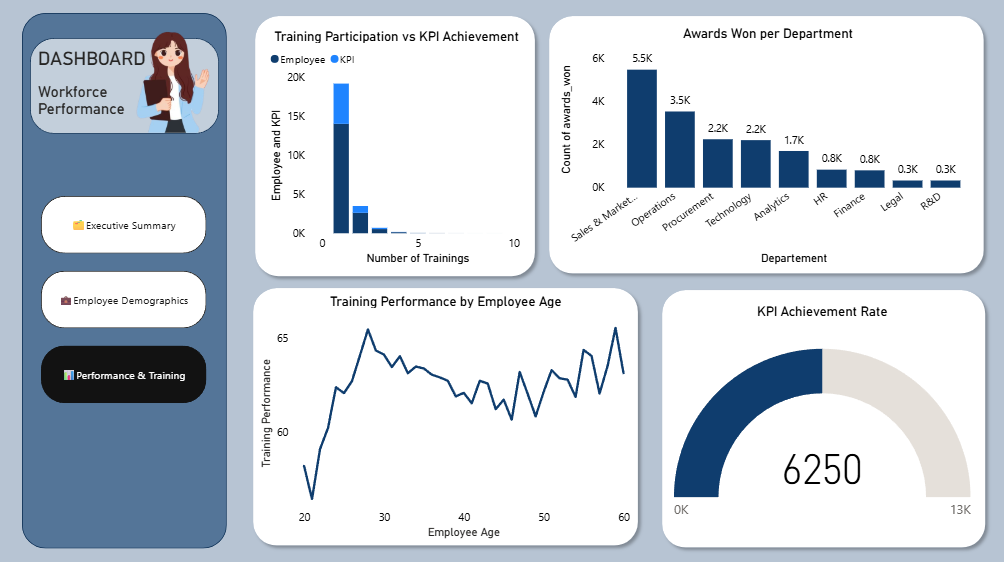 DASHBOARD
Workforce
Performance
Executive Summary
Employee Demographics
Performance & Training
Training Participation vs KPI Achievement
Employee KPI
Employee and KPI
20K
15K
10K
5K
0K
0 5 10
Number of Trainings
Awards Won per Department
Count of awards_won
6K
4K
2K
0K
5.5K 3.5K 2.2K 2.2K 1.7K 0.8K 0.8K 0.3K 0.3K
Sales & Market... Operations Procurement Technology Analytics HR Finance Legal R&D
Departement
Training Performance by Employee Age
Training Performance
65
60
20 30 40 50 60
Employee Age
KPI Achievement Rate
6250
0K 13K